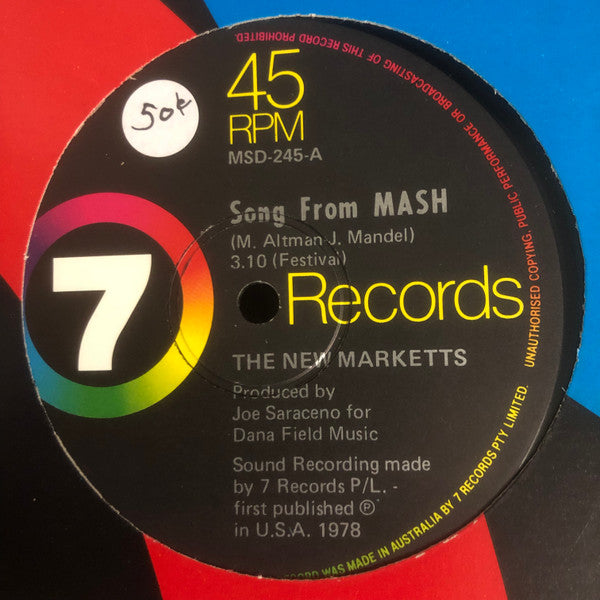 50¢
45
RPM
MSD-245-A
Song From MASH
(M. Altman J. Mandel)
3.10 (Festival)
7
Records
THE NEW MARKETTS
Produced by
Joe Saraceno for
Dana Field Music
Sound Recording made
by 7 Records P/L. -
first published ℗
in U.S.A. 1978
UNAUTHORISED COPYING, PUBLIC PERFORMANCE OR BROADCASTING OF THIS RECORD PROHIBITED.
RECORD WAS MADE IN AUSTRALIA BY 7 RECORDS PTY LIMITED.